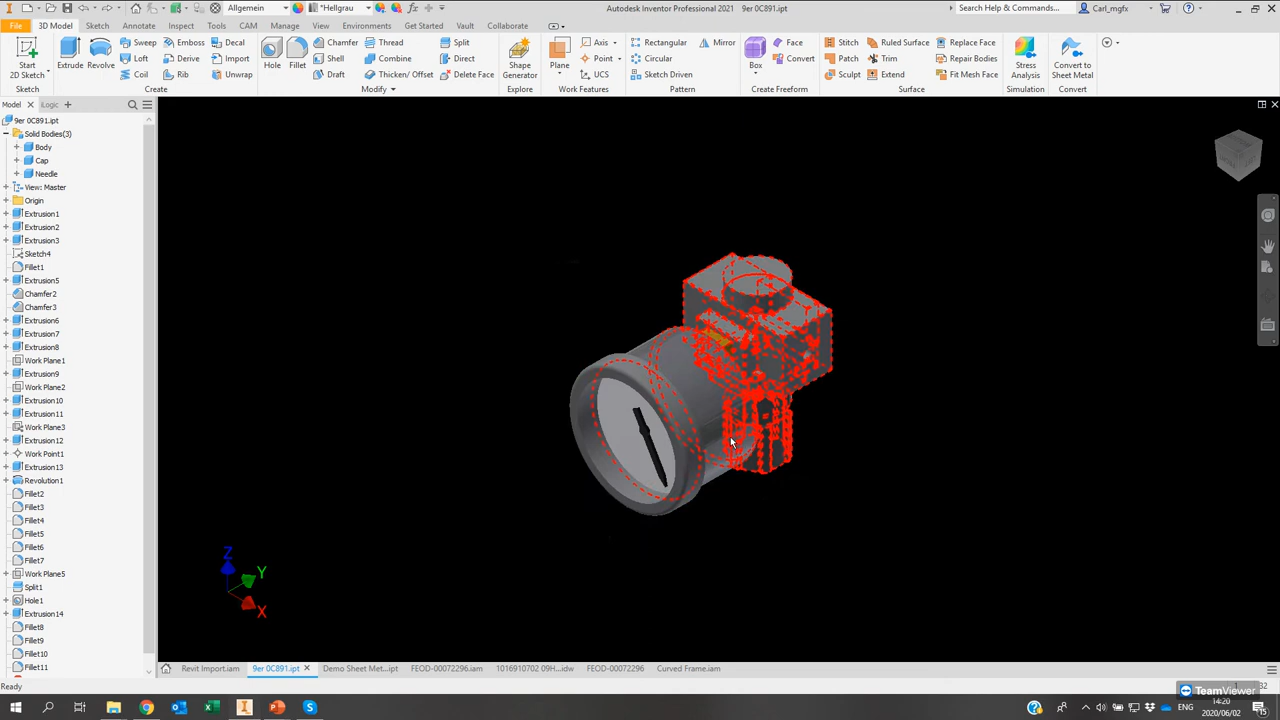 Allgemein
*Hellgrau
Autodesk Inventor Professional 2021 9er 0C891.ipt
Search Help & Commands...
Carl_mgfx
File 3D Model Sketch Annotate Inspect Tools CAM Manage View Environments Get Started Vault Collaborate
Start
2D Sketch
Extrude Revolve
Sweep Emboss Decal
Loft Derive Import
Coil Rib Unwrap
Hole Fillet
Chamfer Thread Split
Shell Combine Direct
Draft Thicken/ Offset Delete Face
Shape
Generator
Plane
Axis
Point
UCS
Rectangular Mirror
Circular
Sketch Driven
Box
Face
Convert
Stitch Ruled Surface Replace Face
Patch Trim Repair Bodies
Sculpt Extend Fit Mesh Face
Stress
Analysis
Convert to
Sheet Metal
Sketch Create Modify Explore Work Features Pattern Create Freeform Surface Simulation Convert
Model iLogic
9er 0C891.ipt
Solid Bodies(3)
Body
Cap
Needle
View: Master
Origin
Extrusion1
Extrusion2
Extrusion3
Sketch4
Fillet1
Extrusion5
Chamfer2
Chamfer3
Extrusion6
Extrusion7
Extrusion8
Work Plane1
Extrusion9
Work Plane2
Extrusion10
Extrusion11
Work Plane3
Extrusion12
Work Point1
Extrusion13
Revolution1
Fillet2
Fillet3
Fillet4
Fillet5
Fillet6
Fillet7
Work Plane5
Split1
Hole1
Extrusion14
Fillet8
Fillet9
Fillet10
Fillet11
Z
Y
X
Revit Import.iam 9er 0C891.ipt Demo Sheet Met...ipt FEOD-00072296.iam 1016910702 09H...idw FEOD-00072296 Curved Frame.iam
Ready
TeamViewer
ENG
14:20
2020/06/02
15